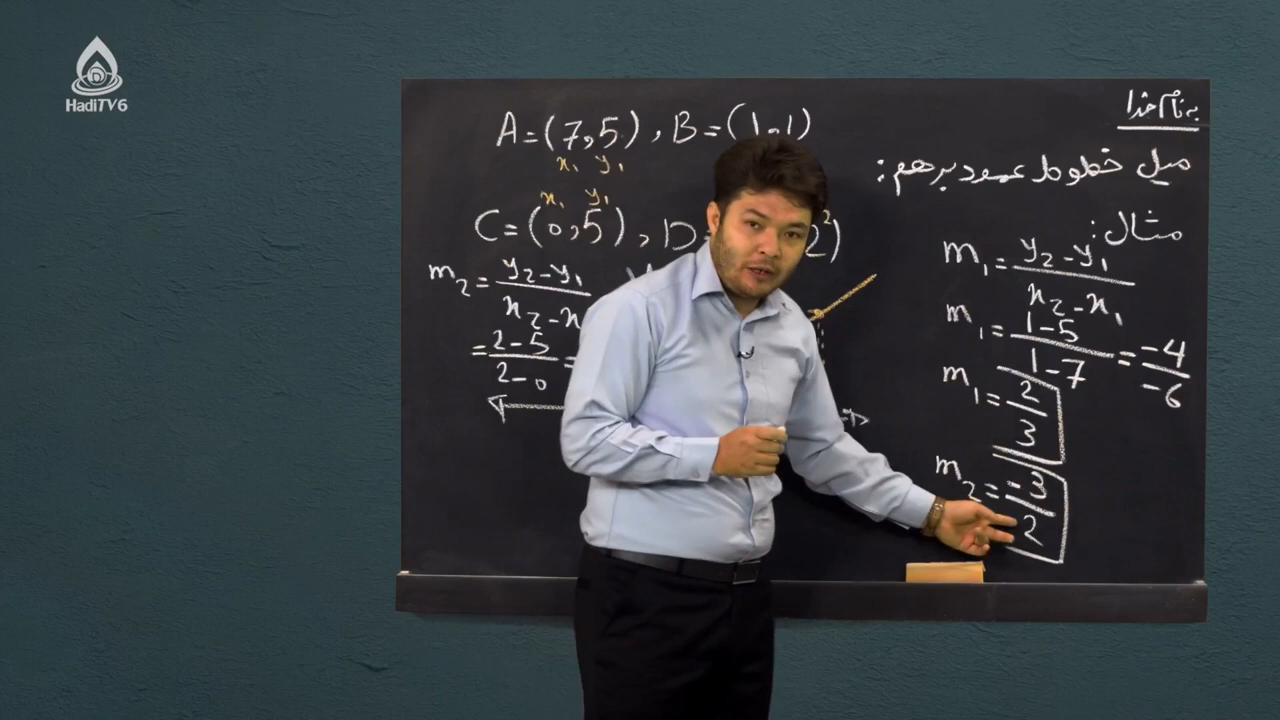 HadiTV6
به نام خدا
میل خطوط عمود برهم:
مثال:
A=(7,5), B=(1,1)
x₁ y₁
x₁ y₁
C=(0,5), D=
2)
m₂=y₂-y₁/x₂-x
=2-5/2-0=
m₁=y₂-y₁/x₂-x₁
m₁=1-5/1-7=-4/-6
m₁=2/3
m₂=-3/2